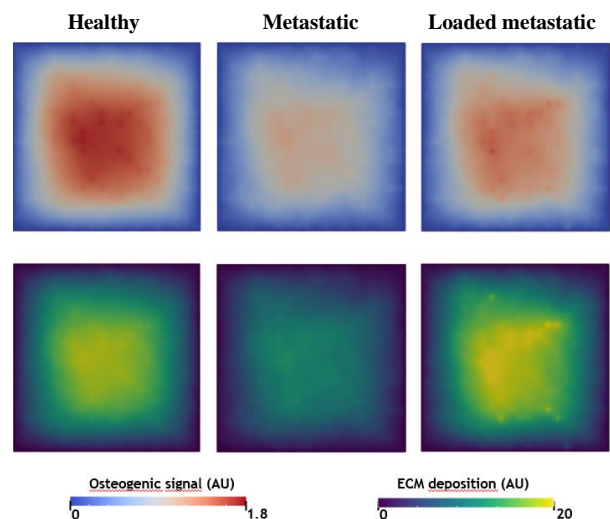 Healthy Metastatic Loaded metastatic
Osteogenic signal (AU) ECM deposition (AU)
0 1.8 0 20